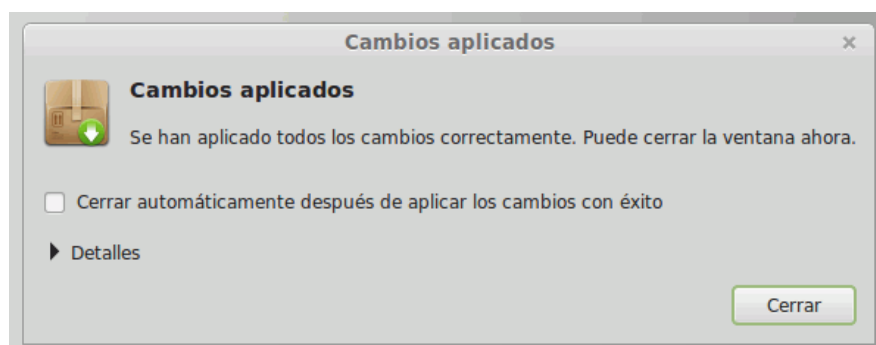 Cambios aplicados
Cambios aplicados
Se han aplicado todos los cambios correctamente. Puede cerrar la ventana ahora.
Cerrar automáticamente después de aplicar los cambios con éxito
Detalles
Cerrar